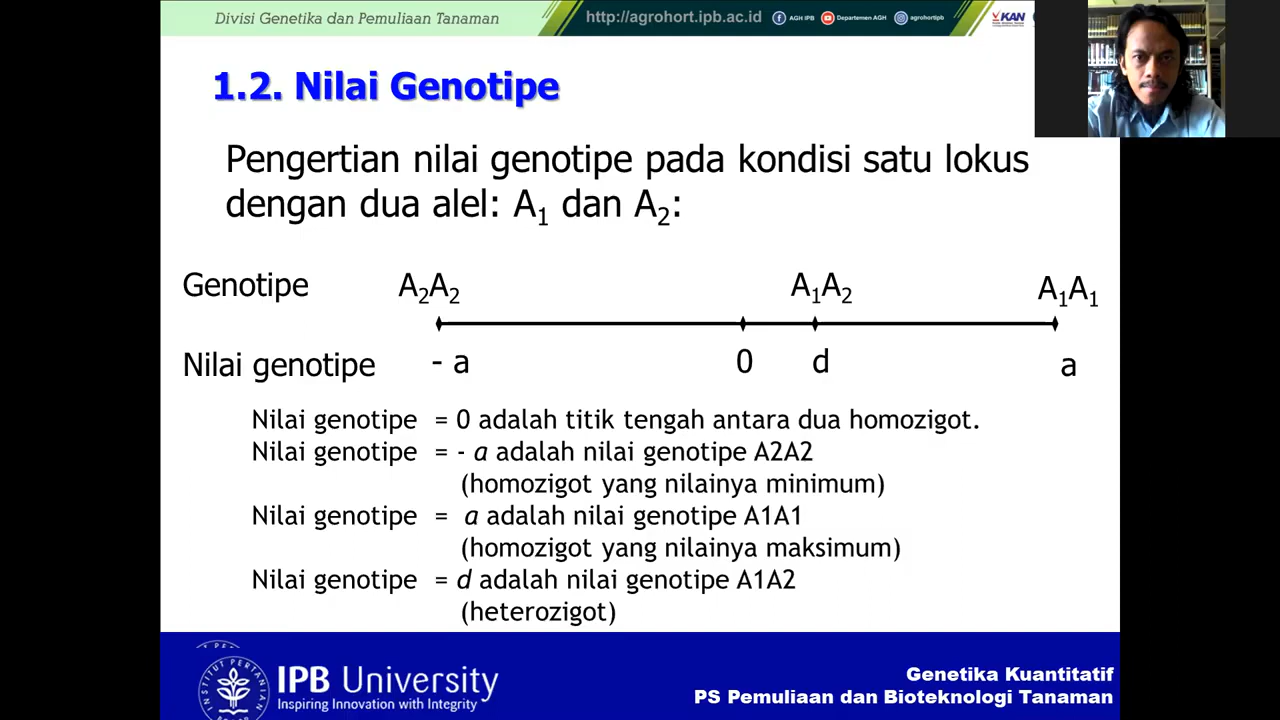 Divisi Genetika dan Pemuliaan Tanaman
http://agrohort.ipb.ac.id
AGH IPB
Departemen AGH
agrohortipb
KAN
1.2. Nilai Genotipe
Pengertian nilai genotipe pada kondisi satu lokus
dengan dua alel: A₁ dan A₂:
Genotipe A₂A₂ A₁A₂ A₁A₁
Nilai genotipe - a 0 d a
Nilai genotipe = 0 adalah titik tengah antara dua homozigot.
Nilai genotipe = - a adalah nilai genotipe A2A2
(homozigot yang nilainya minimum)
Nilai genotipe = a adalah nilai genotipe A1A1
(homozigot yang nilainya maksimum)
Nilai genotipe = d adalah nilai genotipe A1A2
(heterozigot)
INSTITUT PERTANIAN
IPB University
Inspiring Innovation with Integrity
Genetika Kuantitatif
PS Pemuliaan dan Bioteknologi Tanaman